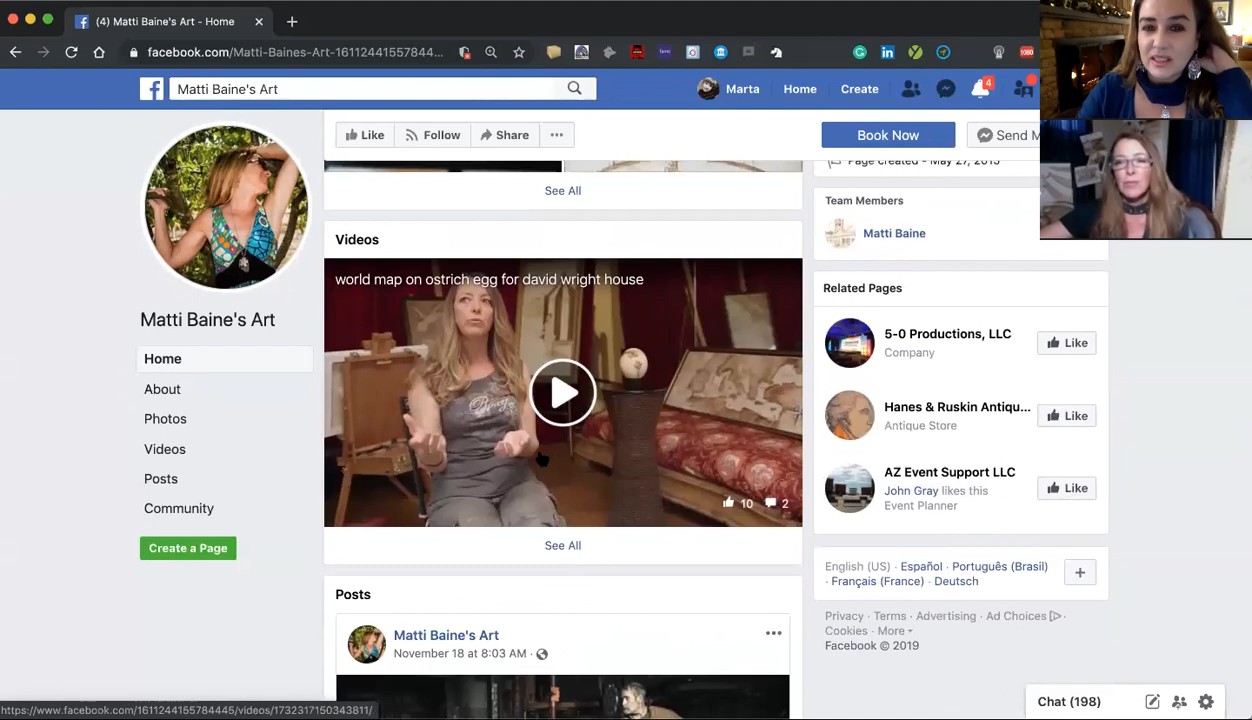 (4) Matti Baine's Art - Home
facebook.com/Matti-Baines-Art-16112441557844...
Matti Baine's Art
Marta
Home
Create
4
Like
Follow
Share
Book Now
Send M
Page created - May 27, 2015
See All
Team Members
Matti Baine
Videos
world map on ostrich egg for david wright house
10
2
See All
Matti Baine's Art
Home
About
Photos
Videos
Posts
Community
Create a Page
Related Pages
5-0 Productions, LLC
Company
Like
Hanes & Ruskin Antiqu...
Antique Store
Like
AZ Event Support LLC
John Gray likes this
Event Planner
Like
English (US) · Español · Português (Brasil)
· Français (France) · Deutsch
Privacy · Terms · Advertising · Ad Choices ·
Cookies · More
Facebook © 2019
Posts
Matti Baine's Art
November 18 at 8:03 AM ·
Chat (198)
https://www.facebook.com/1611244155784445/videos/1732317150343811/